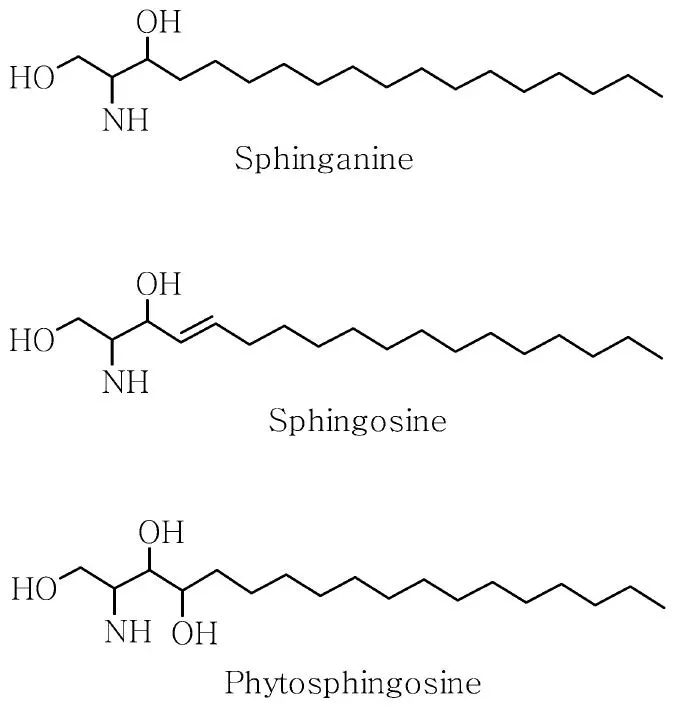 OH
HO
NH
Sphinganine
OH
HO
NH
Sphingosine
OH
HO
NH OH
Phytosphingosine